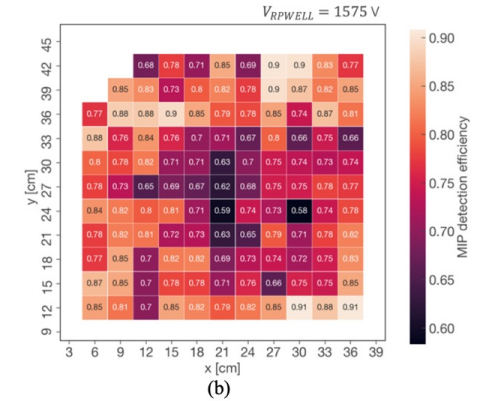 V_RPWELL = 1575 V
45
42 0.68 0.78 0.71 0.85 0.69 0.9 0.9 0.83 0.77
39 0.85 0.83 0.73 0.8 0.82 0.78 0.9 0.87 0.82 0.85
36 0.77 0.88 0.88 0.9 0.85 0.79 0.78 0.85 0.74 0.87 0.81
33 0.88 0.76 0.84 0.76 0.7 0.71 0.67 0.8 0.66 0.75 0.66
30 0.8 0.78 0.82 0.71 0.71 0.63 0.7 0.75 0.74 0.73 0.74
27 0.78 0.73 0.65 0.69 0.67 0.62 0.68 0.75 0.75 0.78 0.77
24 0.84 0.82 0.8 0.81 0.71 0.59 0.74 0.73 0.58 0.74 0.78
21 0.78 0.82 0.81 0.72 0.73 0.63 0.65 0.79 0.71 0.78 0.82
18 0.77 0.85 0.7 0.82 0.82 0.69 0.73 0.74 0.72 0.75 0.83
15 0.87 0.85 0.7 0.78 0.78 0.71 0.76 0.66 0.75 0.75 0.85
12 0.85 0.81 0.7 0.85 0.82 0.79 0.82 0.85 0.91 0.88 0.91
9
y [cm]
3 6 9 12 15 18 21 24 27 30 33 36 39
x [cm]
0.90
0.85
0.80
0.75
0.70
0.65
0.60
MIP detection efficiency
(b)